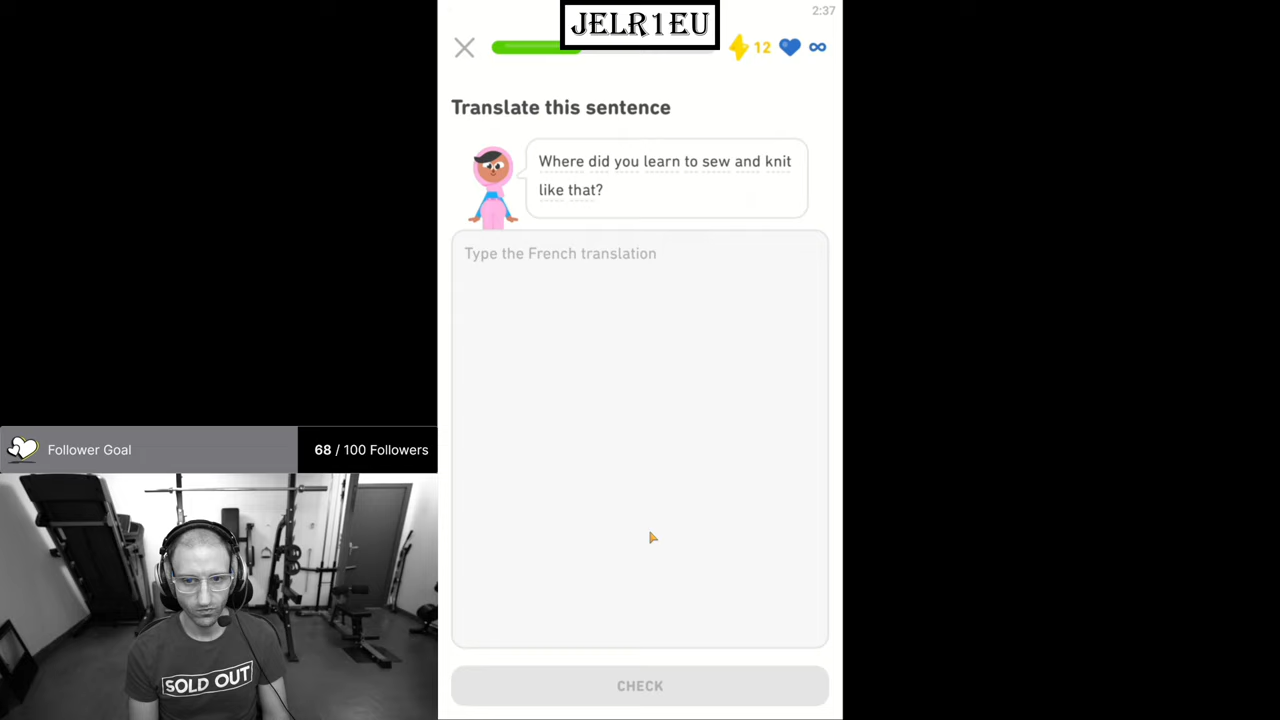 JELR1EU
2:37
12
Translate this sentence
Where did you learn to sew and knit
like that?
Type the French translation
Follower Goal
68 / 100 Followers
SOLD OUT
CHECK